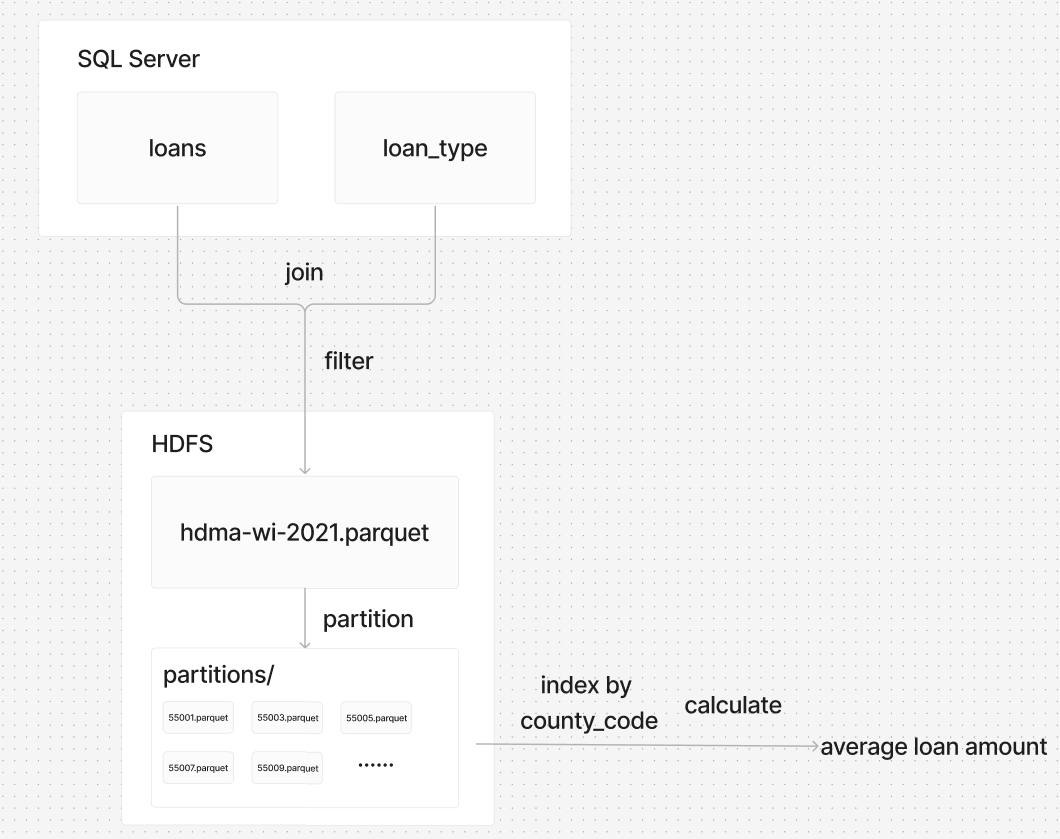 SQL Server
loans
loan_type
join
filter
HDFS
hdma-wi-2021.parquet
partition
partitions/
55001.parquet
55003.parquet
55005.parquet
55007.parquet
55009.parquet
......
index by
county_code
calculate
average loan amount